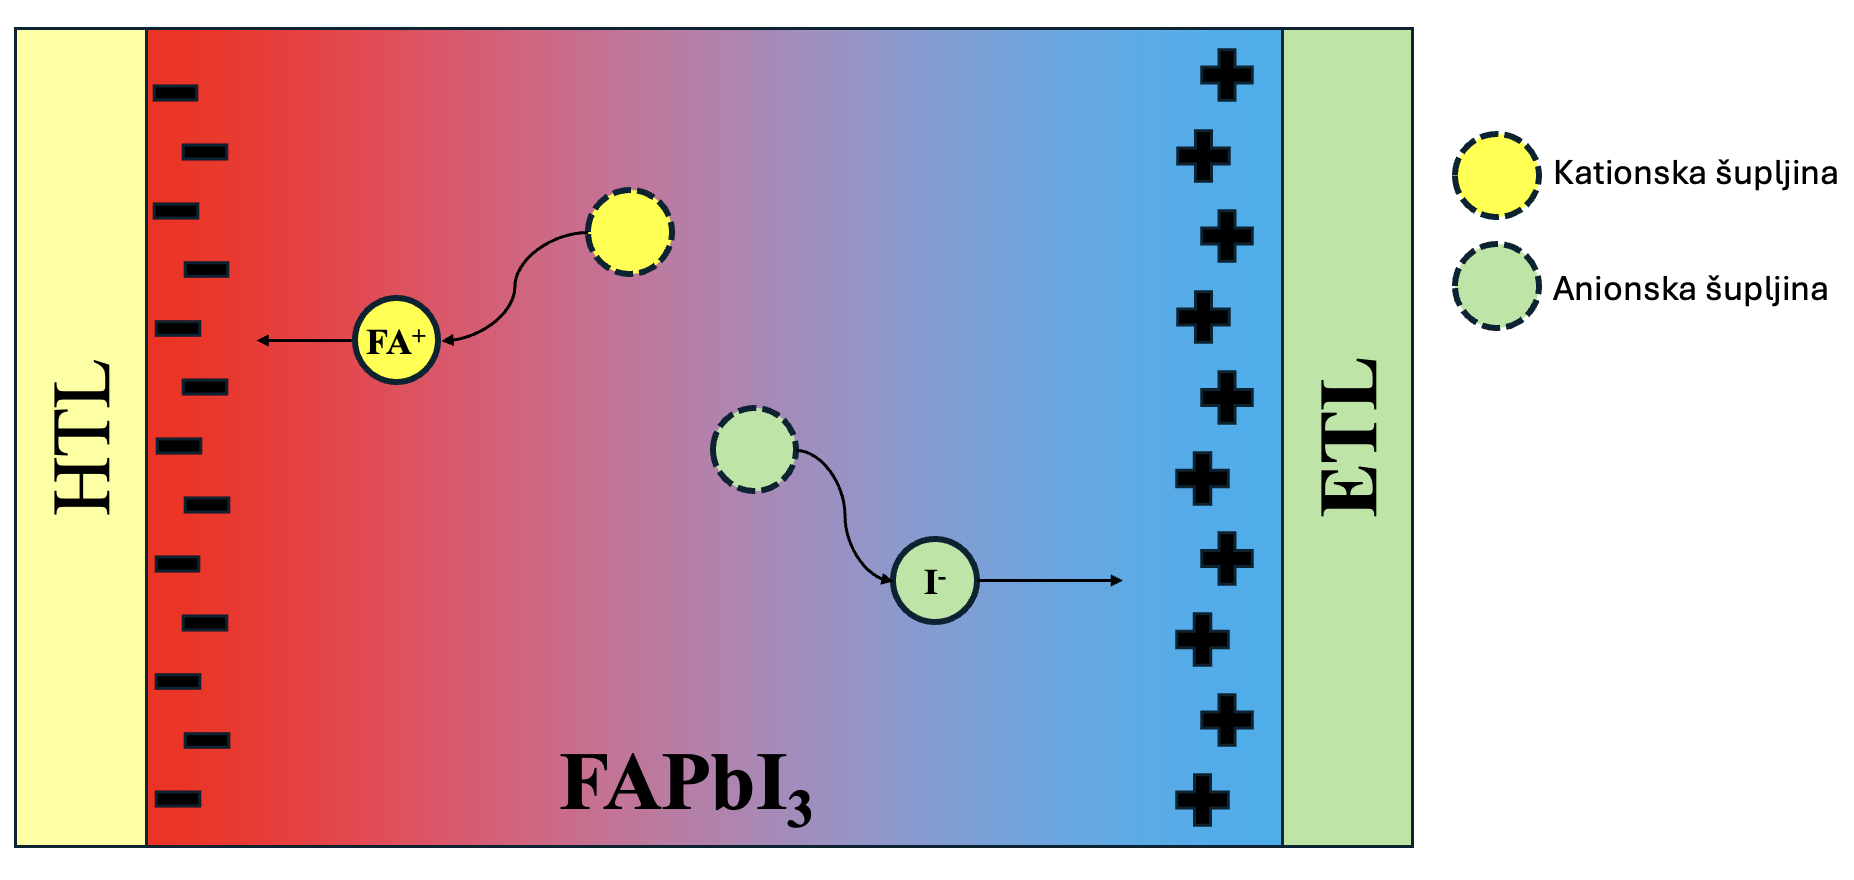 HTL
FA⁺
I⁻
FAPbI₃
ETL
Kationska šupljina
Anionska šupljina